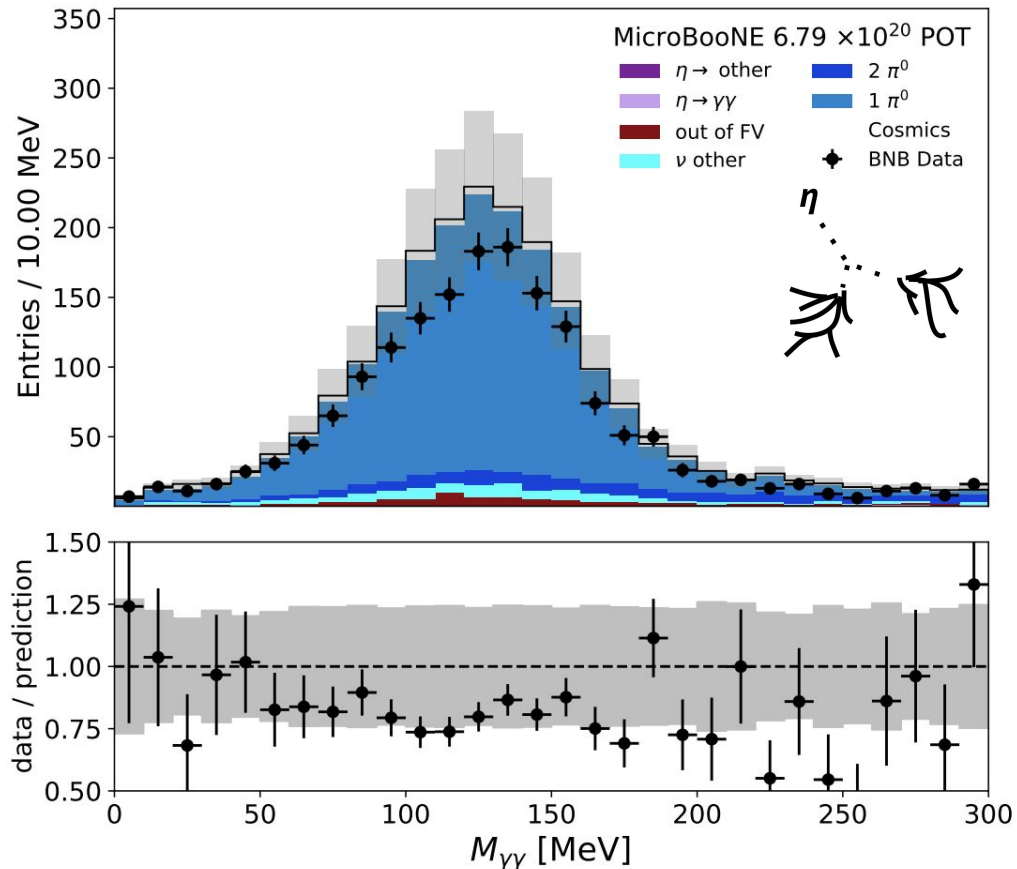 MicroBooNE 6.79 ×10²⁰ POT
η → other
η → γγ
out of FV
ν other
2 π⁰
1 π⁰
Cosmics
BNB Data
η
Entries / 10.00 MeV
350
300
250
200
150
100
50
data / prediction
1.50
1.25
1.00
0.75
0.50
0 50 100 150 200 250 300
M_γγ [MeV]